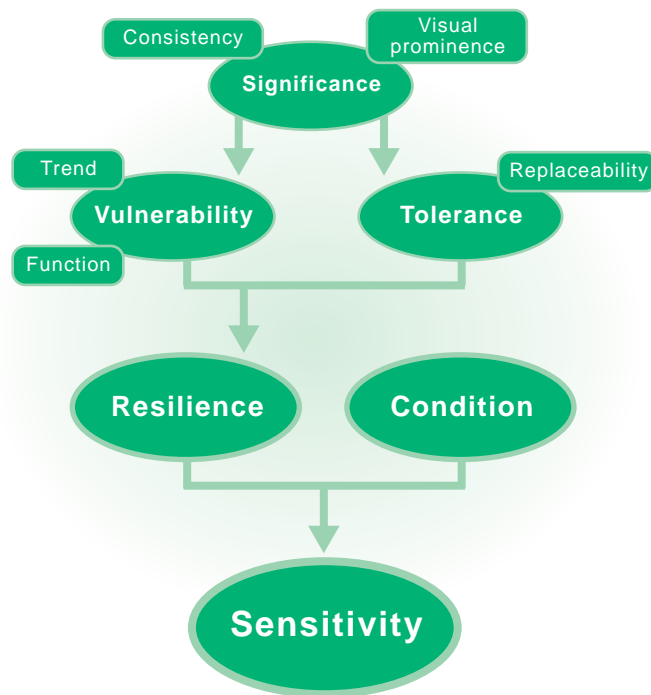 Consistency
Visual
prominence
Significance
Trend
Replaceability
Vulnerability
Tolerance
Function
Resilience
Condition
Sensitivity